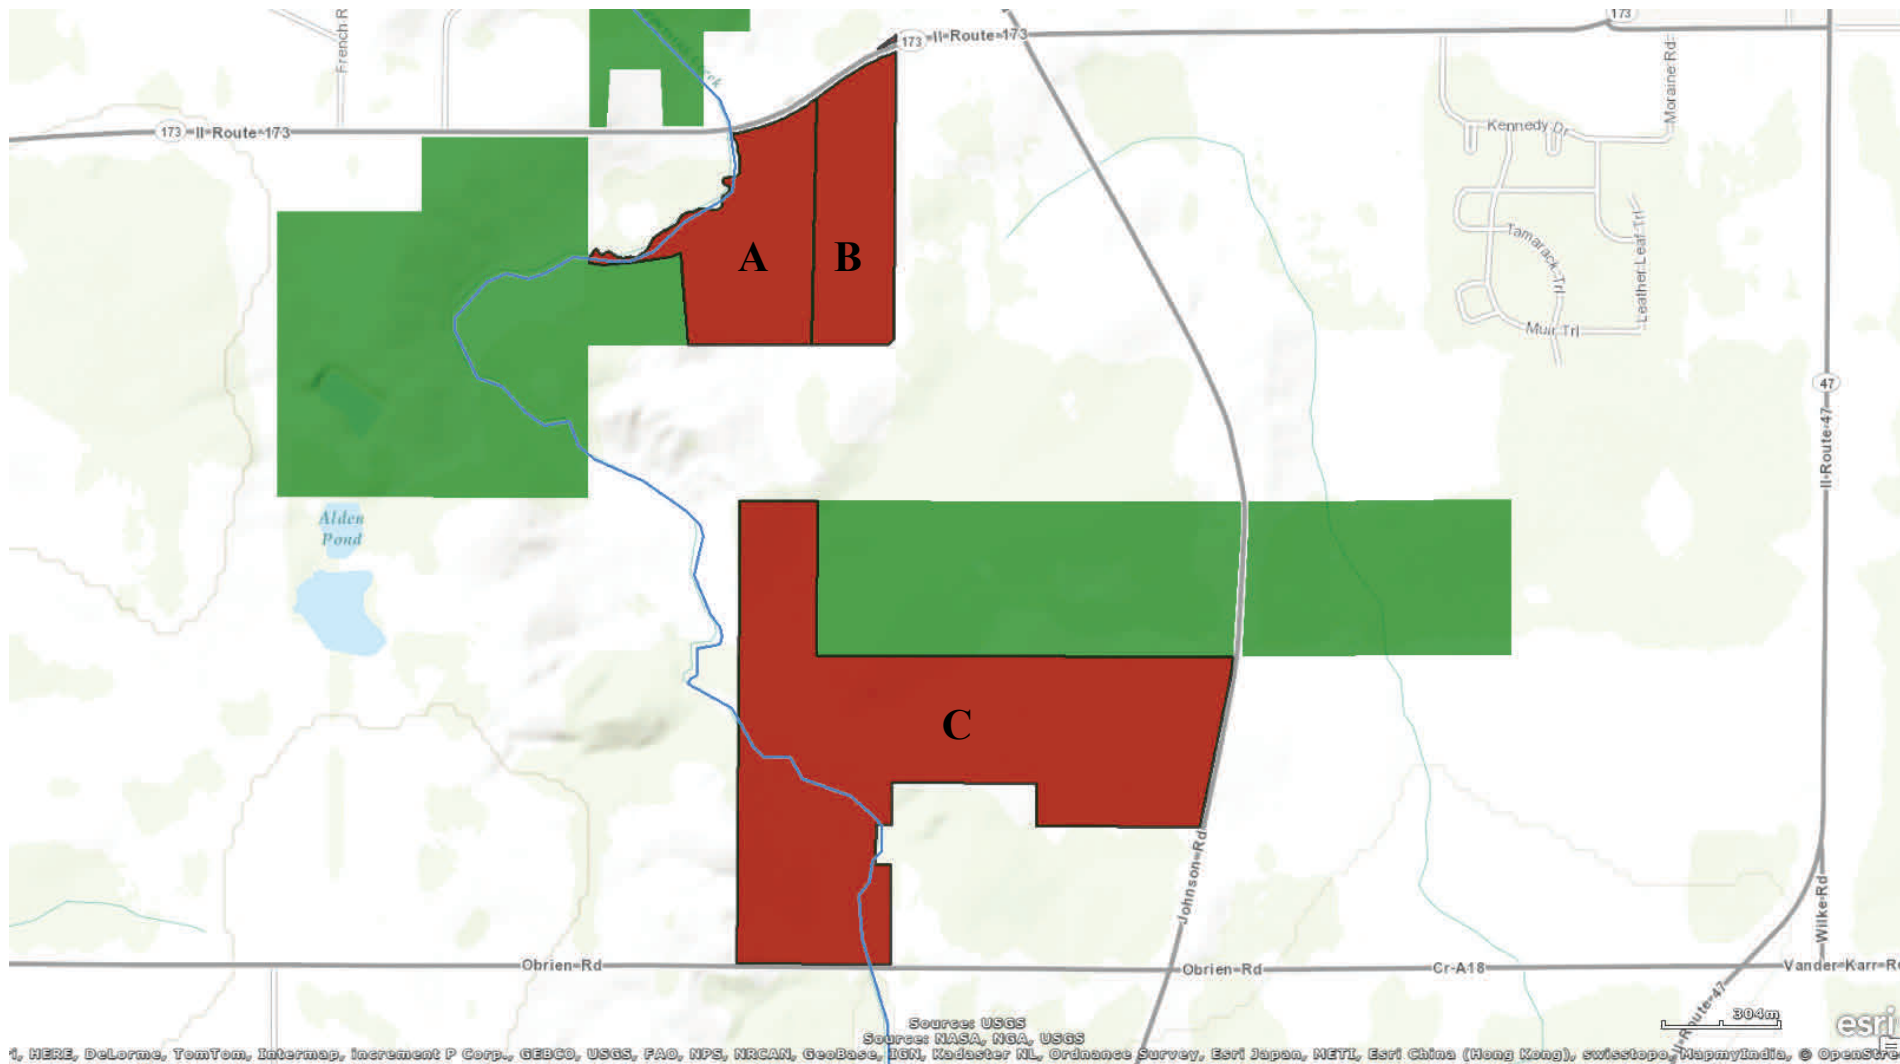 173
French R
173
Il-Route-173
Creek
Moraine Rd
173
Il-Route-173
Kennedy Dr
Tamarack Trl
Leather Leaf Trl
A
B
Muir Trl
47
Il-Route-47
Alden
Pond
C
Johnson-Rd
Wilke-Rd
Obrien-Rd
Obrien-Rd
Cr-A18
Vander-Karr-R
Il-Route-47
304m
esri
Source: USGS
Source: NASA, NGA, USGS
i, HERE, DeLorme, TomTom, Intermap, increment P Corp., GEBCO, USGS, FAO, NPS, NRCAN, GeoBase, IGN, Kadaster NL, Ordnance Survey, Esri Japan, METI, Esri China (Hong Kong), swisstopo, MapmyIndia, © OpenStre